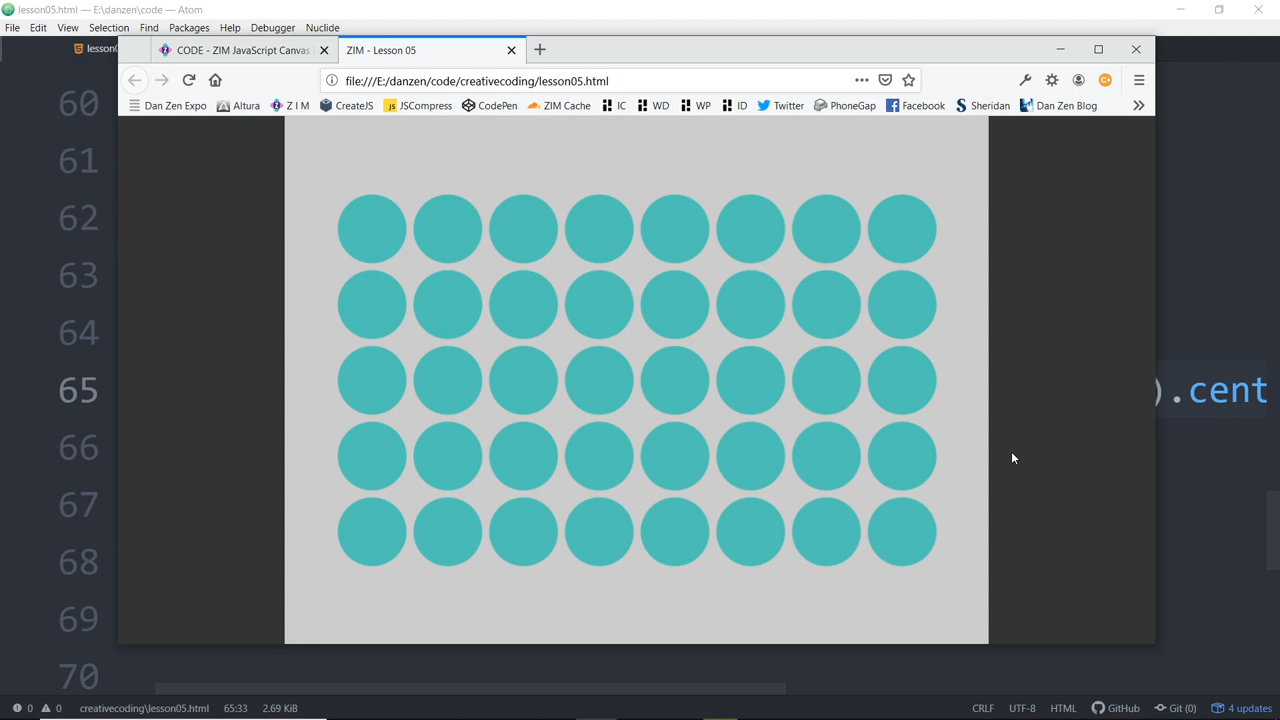 lesson05.html — E:\danzen\code — Atom
File Edit View Selection Find Packages Help Debugger Nuclide
lesson0
CODE - ZIM JavaScript Canvas
ZIM - Lesson 05
file:///E:/danzen/code/creativecoding/lesson05.html
Dan Zen Expo Altura Z I M CreateJS JSCompress CodePen ZIM Cache IC WD WP ID Twitter PhoneGap Facebook Sheridan Dan Zen Blog
60
61
62
63
64
65 ).cent
66
67
68
69
70
0 0 creativecoding\lesson05.html 65:33 2.69 KiB CRLF UTF-8 HTML GitHub Git (0) 4 updates